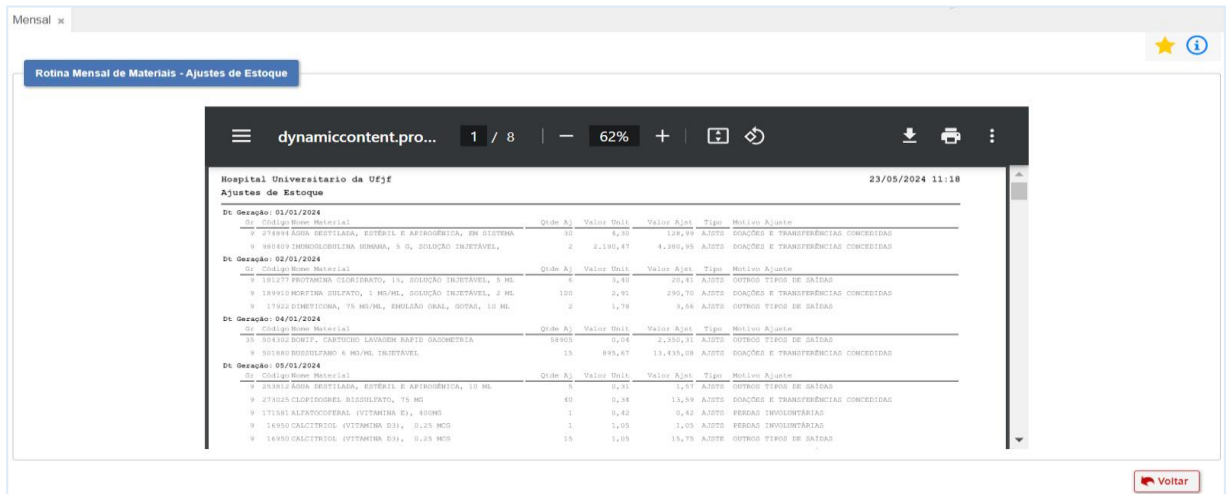 Mensal ×
Rotina Mensal de Materiais - Ajustes de Estoque
dynamiccontent.pro... 1 / 8 62%
Hospital Universitario da Ufjf 23/05/2024 11:18
Ajustes de Estoque
Dt Geração: 01/01/2024
Gr Código Nome Material Qtde Aj Valor Unit Valor Ajst Tipo Motivo Ajuste
9 274894 ÁGUA DESTILADA, ESTÉRIL E APIROGÊNICA, EM SISTEMA 30 4,30 128,99 AJSTS DOAÇÕES E TRANSFERÊNCIAS CONCEDIDAS
9 980409 IMUNOGLOBULINA HUMANA, 5 G, SOLUÇÃO INJETÁVEL, 2 2.190,47 4.380,95 AJSTS DOAÇÕES E TRANSFERÊNCIAS CONCEDIDAS
Dt Geração: 02/01/2024
Gr Código Nome Material Qtde Aj Valor Unit Valor Ajst Tipo Motivo Ajuste
9 191277 PROTAMINA CLORIDRATO, 1%, SOLUÇÃO INJETÁVEL, 5 ML 6 3,40 20,41 AJSTS OUTROS TIPOS DE SAÍDAS
9 189910 MORFINA SULFATO, 1 MG/ML, SOLUÇÃO INJETÁVEL, 2 ML 100 2,91 290,70 AJSTS DOAÇÕES E TRANSFERÊNCIAS CONCEDIDAS
9 17922 DIMETICONA, 75 MG/ML, EMULSÃO ORAL, GOTAS, 10 ML 2 1,78 3,56 AJSTS OUTROS TIPOS DE SAÍDAS
Dt Geração: 04/01/2024
Gr Código Nome Material Qtde Aj Valor Unit Valor Ajst Tipo Motivo Ajuste
35 504302 BONIF. CARTUCHO LAVAGEM RAPID GASOMETRIA 58905 0,04 2.350,31 AJSTS OUTROS TIPOS DE SAÍDAS
9 501880 BUSSULFANO 6 MG/ML INJETÁVEL 15 895,67 13.435,08 AJSTS DOAÇÕES E TRANSFERÊNCIAS CONCEDIDAS
Dt Geração: 05/01/2024
Gr Código Nome Material Qtde Aj Valor Unit Valor Ajst Tipo Motivo Ajuste
9 253812 ÁGUA DESTILADA, ESTÉRIL E APIROGÊNICA, 10 ML 5 0,31 1,57 AJSTS OUTROS TIPOS DE SAÍDAS
9 273025 CLOPIDOGREL BISSULFATO, 75 MG 40 0,34 13,59 AJSTS DOAÇÕES E TRANSFERÊNCIAS CONCEDIDAS
9 171581 ALFATOCOFERAL (VITAMINA E), 400MG 1 0,42 0,42 AJSTS PERDAS INVOLUNTÁRIAS
9 16950 CALCITRIOL (VITAMINA D3), 0,25 MCG 1 1,05 1,05 AJSTS PERDAS INVOLUNTÁRIAS
9 16950 CALCITRIOL (VITAMINA D3), 0,25 MCG 15 1,05 15,75 AJSTE OUTROS TIPOS DE SAÍDAS
Voltar